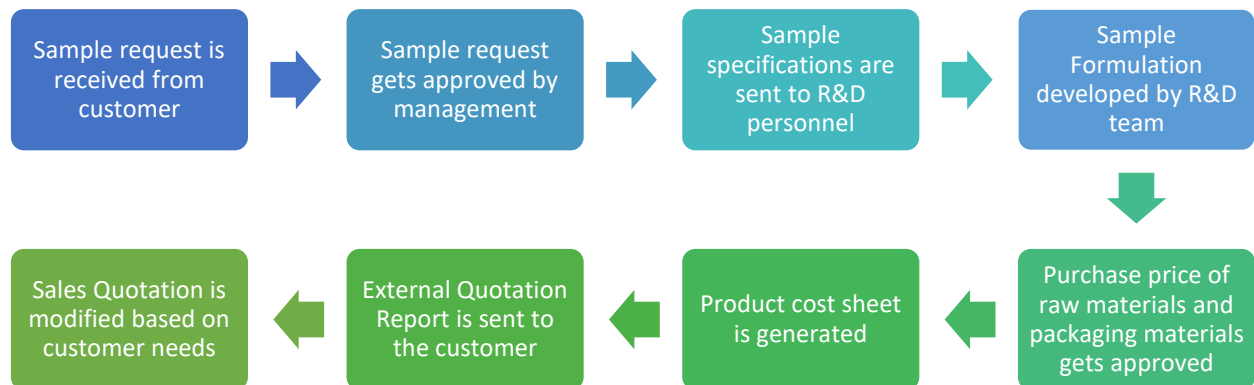 Sample request is
received from
customer
Sample request
gets approved by
management
Sample
specifications are
sent to R&D
personnel
Sample
Formulation
developed by R&D
team
Purchase price of
raw materials and
packaging materials
gets approved
Product cost sheet
is generated
External Quotation
Report is sent to
the customer
Sales Quotation is
modified based on
customer needs